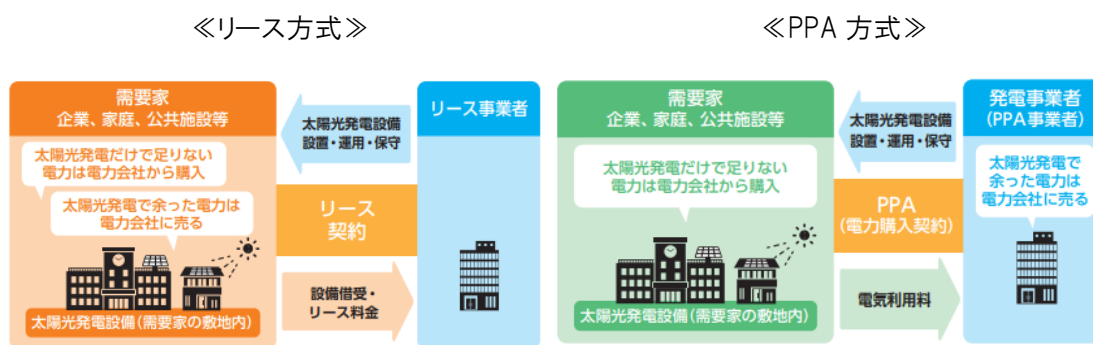 ≪リース方式≫
需要家
企業、家庭、公共施設等
太陽光発電だけで足りない
電力は電力会社から購入
太陽光発電で余った電力は
電力会社に売る
太陽光発電設備(需要家の敷地内)
太陽光発電設備
設置・運用・保守
リース
契約
設備借受・
リース料金
リース事業者
≪PPA 方式≫
需要家
企業、家庭、公共施設等
太陽光発電だけで足りない
電力は電力会社から購入
太陽光発電設備(需要家の敷地内)
太陽光発電設備
設置・運用・保守
PPA
(電力購入契約)
電気利用料
発電事業者
(PPA事業者)
太陽光発電で
余った電力は
電力会社に売る